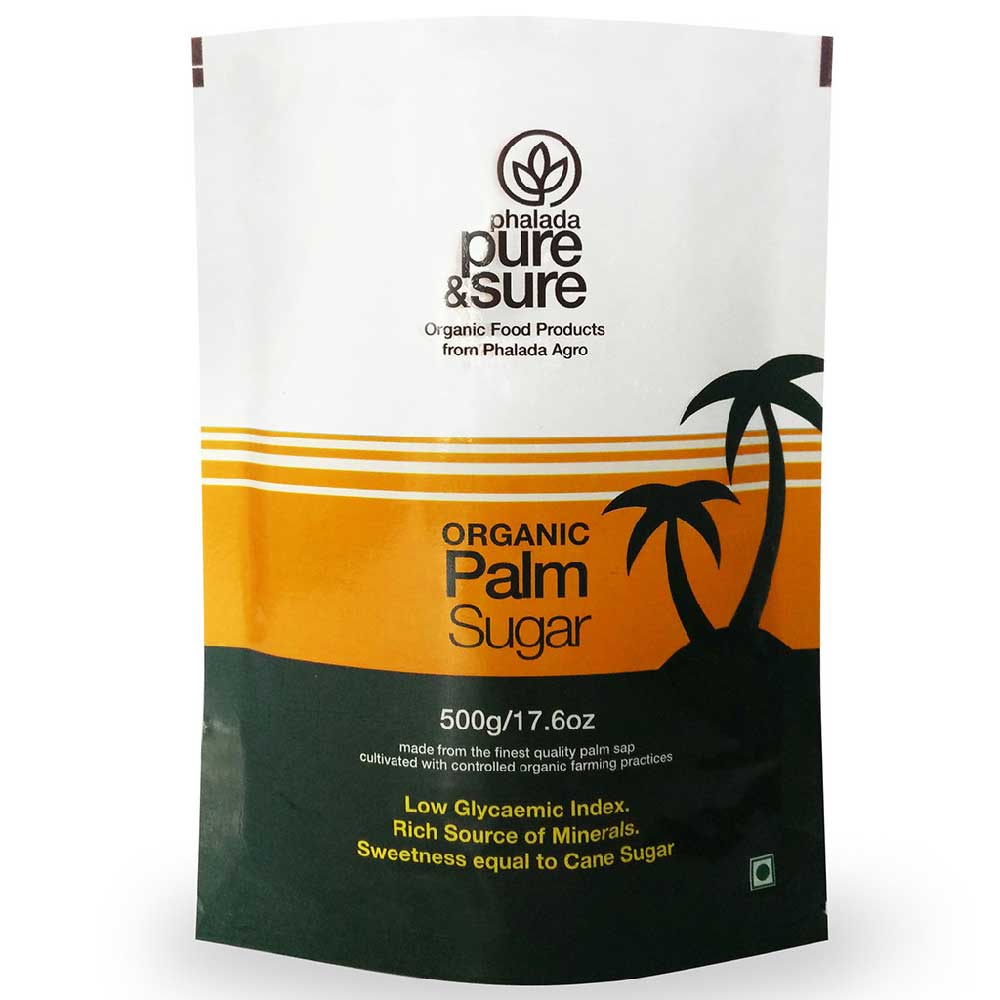 phalada
pure
&sure
Organic Food Products
from Phalada Agro
ORGANIC
Palm
Sugar
500g/17.6oz
made from the finest quality palm sap
cultivated with controlled organic farming practices
Low Glycaemic Index.
Rich Source of Minerals.
Sweetness equal to Cane Sugar